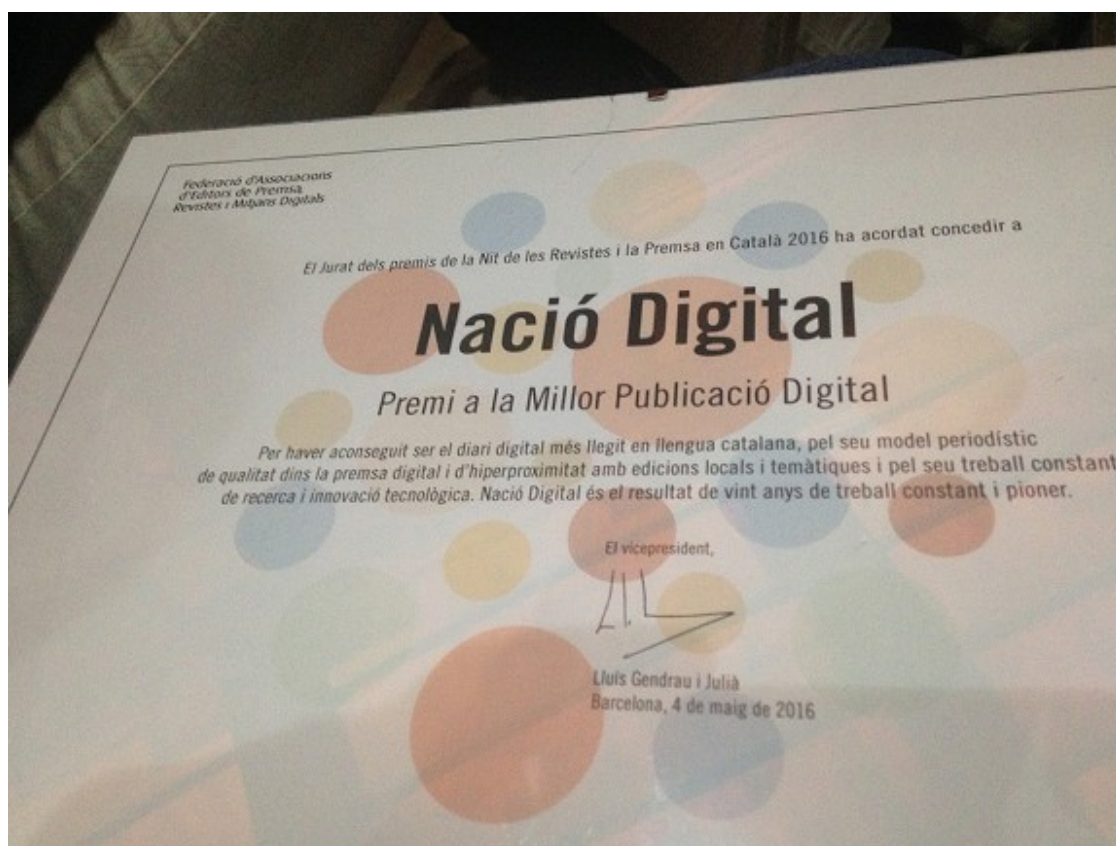 Federació d'Associacions
d'Editors de Premsa,
Revistes i Mitjans Digitals
El Jurat dels premis de la Nit de les Revistes i la Premsa en Català 2016 ha acordat concedir a
Nació Digital
Premi a la Millor Publicació Digital
Per haver aconseguit ser el diari digital més llegit en llengua catalana, pel seu model periodístic
de qualitat dins la premsa digital i d'hiperproximitat amb edicions locals i temàtiques i pel seu treball constant
de recerca i innovació tecnològica. Nació Digital és el resultat de vint anys de treball constant i pioner.
El vicepresident,
Lluís Gendrau i Julià
Barcelona, 4 de maig de 2016